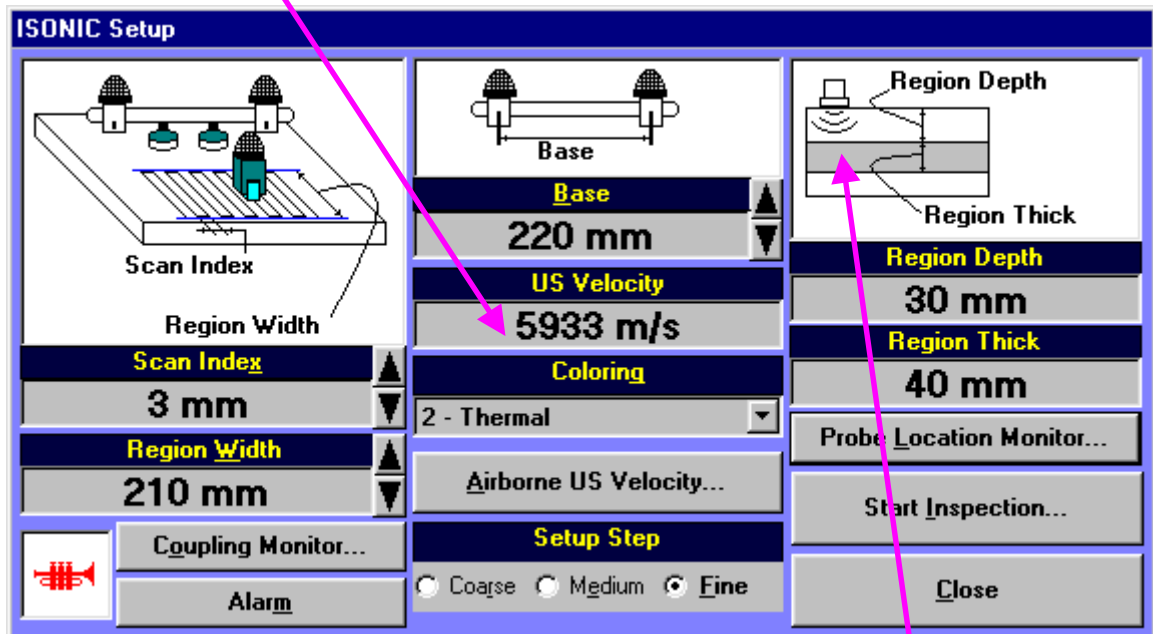 ISONIC Setup
Scan Index
Region Width
Scan Index
3 mm
Region Width
210 mm
Coupling Monitor...
Alarm
Base
Base
220 mm
US Velocity
5933 m/s
Coloring
2 - Thermal
Airborne US Velocity...
Setup Step
Coarse Medium Fine
Region Depth
Region Thick
Region Depth
30 mm
Region Thick
40 mm
Probe Location Monitor...
Start Inspection...
Close